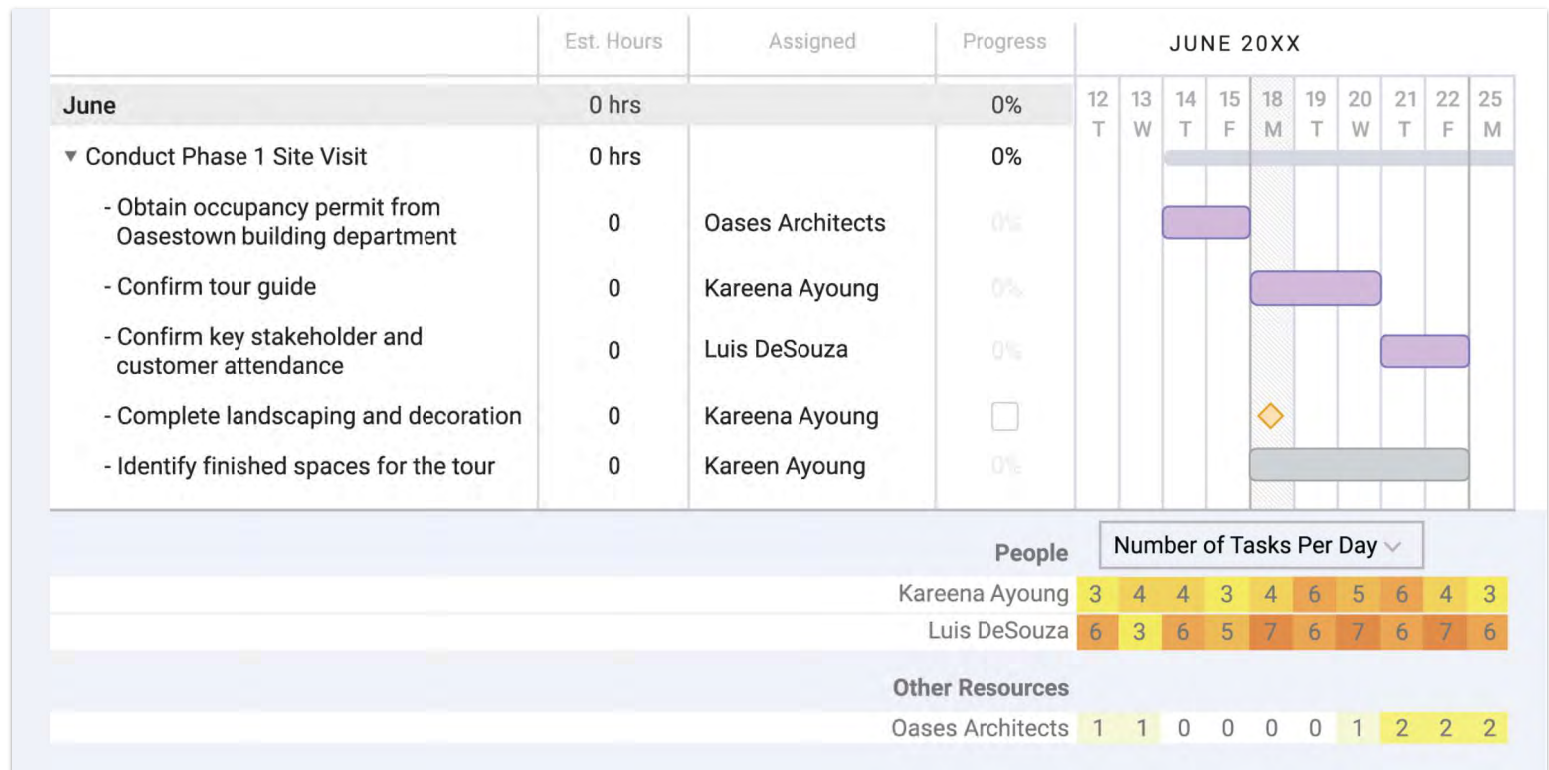 Est. Hours Assigned Progress JUNE 20XX
June 0 hrs 0% 12 13 14 15 18 19 20 21 22 25
T W T F M T W T F M
▼ Conduct Phase 1 Site Visit 0 hrs 0%
- Obtain occupancy permit from
Oasestown building department 0 Oases Architects 0%
- Confirm tour guide 0 Kareena Ayoung 0%
- Confirm key stakeholder and
customer attendance 0 Luis DeSouza 0%
- Complete landscaping and decoration 0 Kareena Ayoung
- Identify finished spaces for the tour 0 Kareen Ayoung 0%
People Number of Tasks Per Day
Kareena Ayoung 3 4 4 3 4 6 5 6 4 3
Luis DeSouza 6 3 6 5 7 6 7 6 7 6
Other Resources
Oases Architects 1 1 0 0 0 0 1 2 2 2